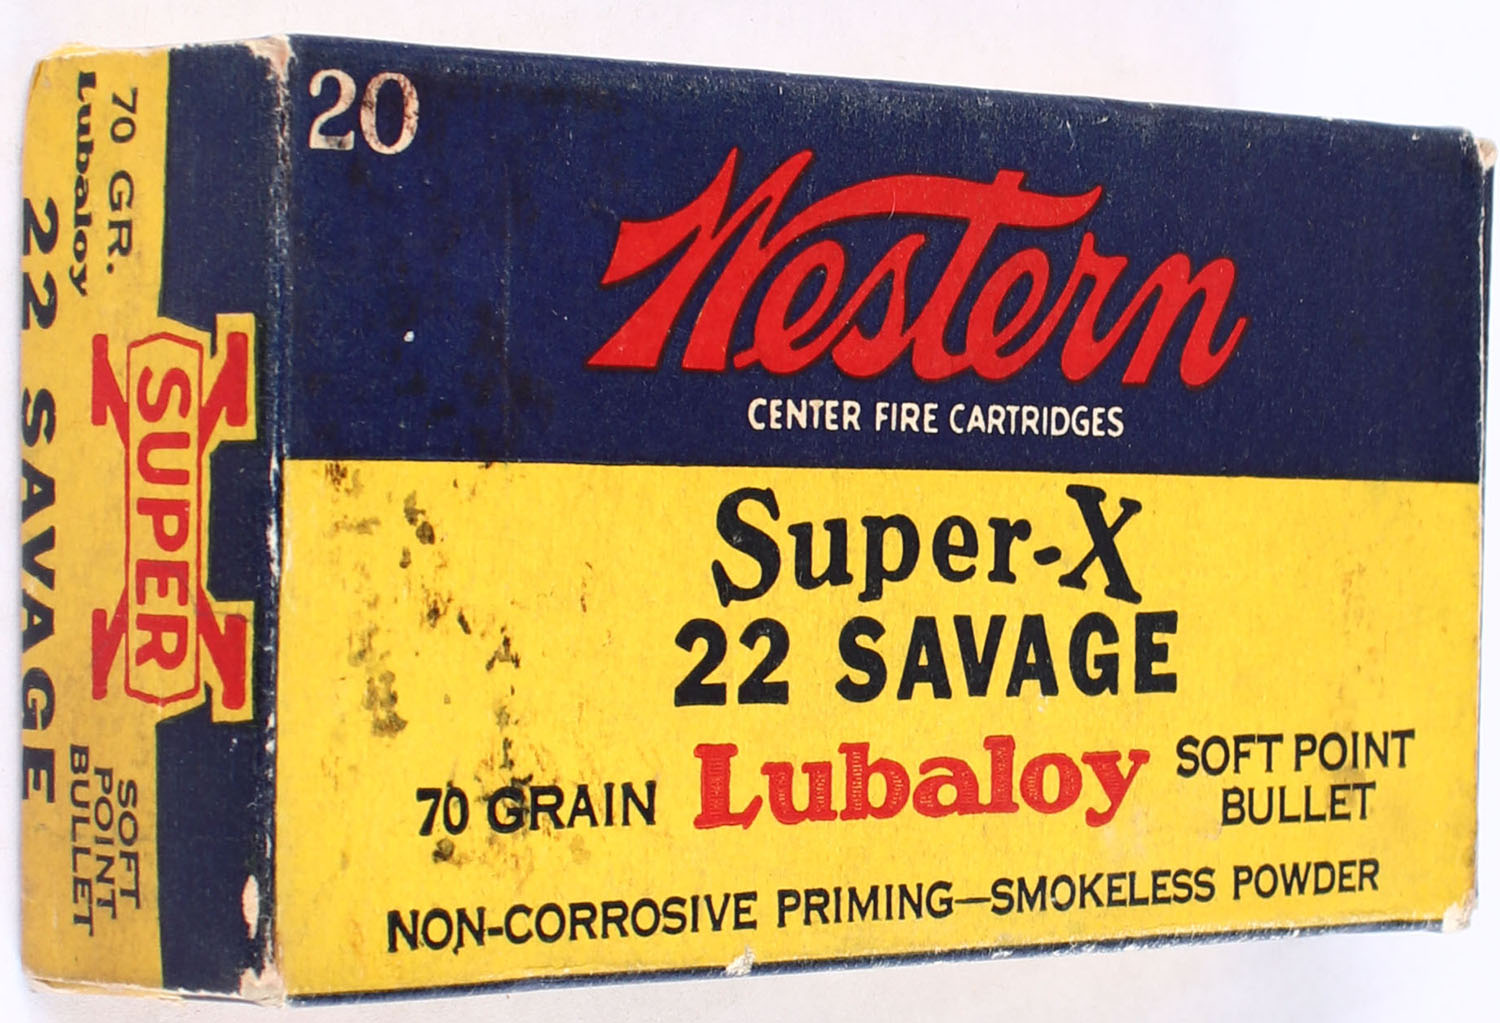 20
Western
CENTER FIRE CARTRIDGES
Super-X
22 SAVAGE
70 GRAIN Lubaloy SOFT POINT
BULLET
NON-CORROSIVE PRIMING—SMOKELESS POWDER
70 GR.
Lubaloy
22 SAVAGE
SUPER X
SOFT
POINT
BULLET